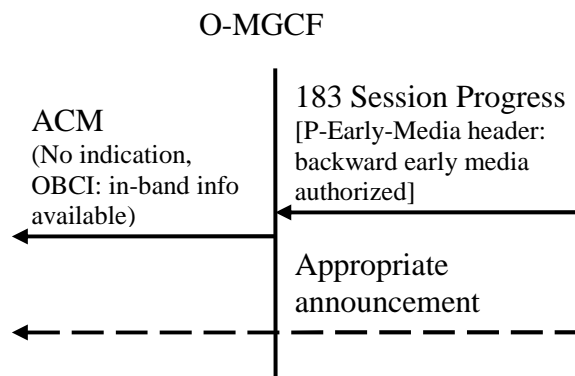 O-MGCF
183 Session Progress
[P-Early-Media header:
backward early media
authorized]
ACM
(No indication,
OBCI: in-band info
available)
Appropriate
announcement